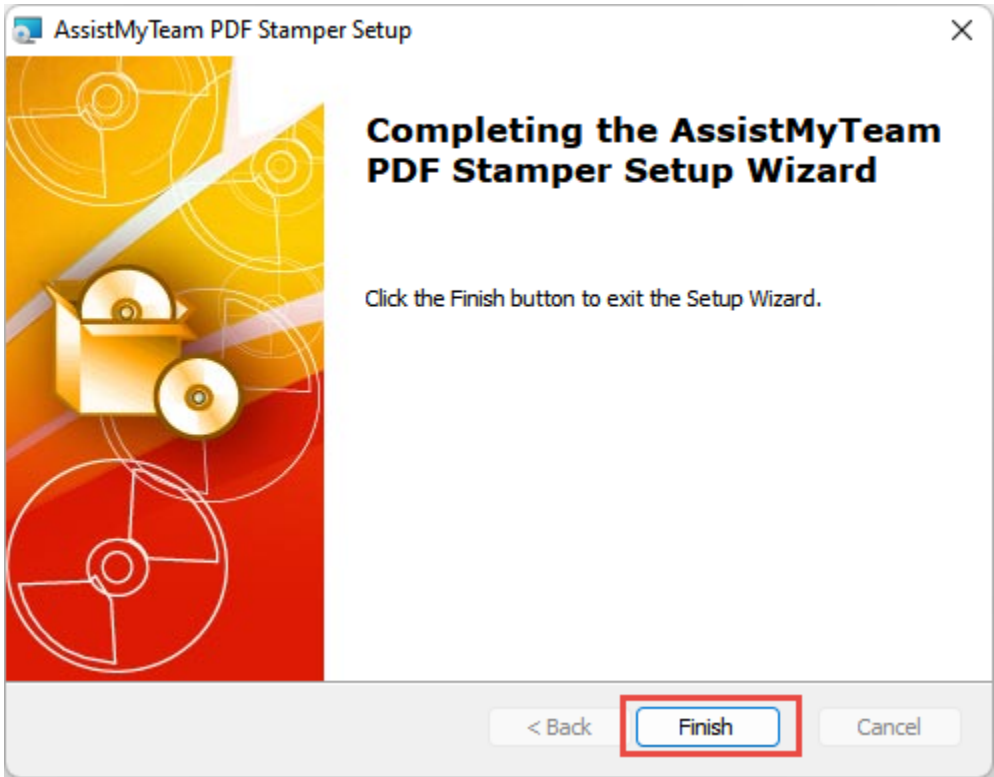 AssistMyTeam PDF Stamper Setup
Completing the AssistMyTeam
PDF Stamper Setup Wizard
Click the Finish button to exit the Setup Wizard.
< Back
Finish
Cancel